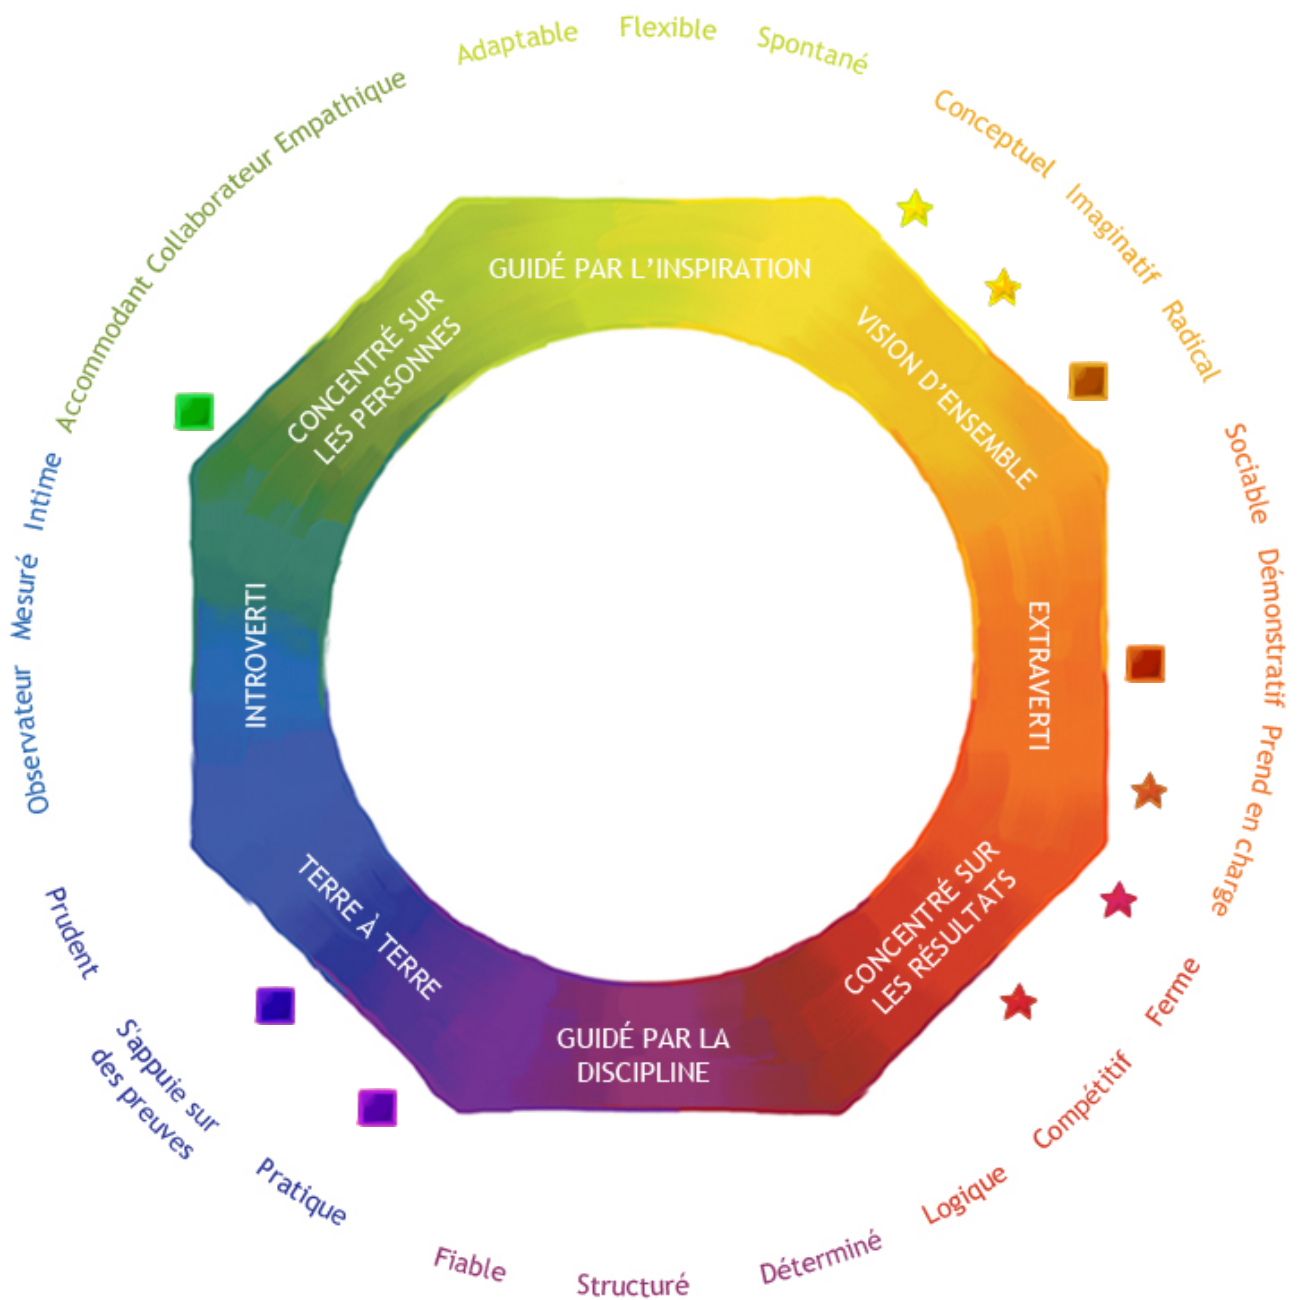 Adaptable
Flexible
Spontané
Conceptuel
Imaginatif
Radical
Sociable
Démonstratif
Prend en charge
Ferme
Compétitif
Logique
Déterminé
Structuré
Fiable
Pratique
S'appuie sur
des preuves
Prudent
Observateur
Mesuré
Intime
Accommodant
Collaborateur
Empathique
GUIDÉ PAR L'INSPIRATION
VISION D'ENSEMBLE
EXTRAVERTI
CONCENTRÉ SUR
LES RÉSULTATS
GUIDÉ PAR LA
DISCIPLINE
TERRE À TERRE
INTROVERTI
CONCENTRÉ SUR
LES PERSONNES